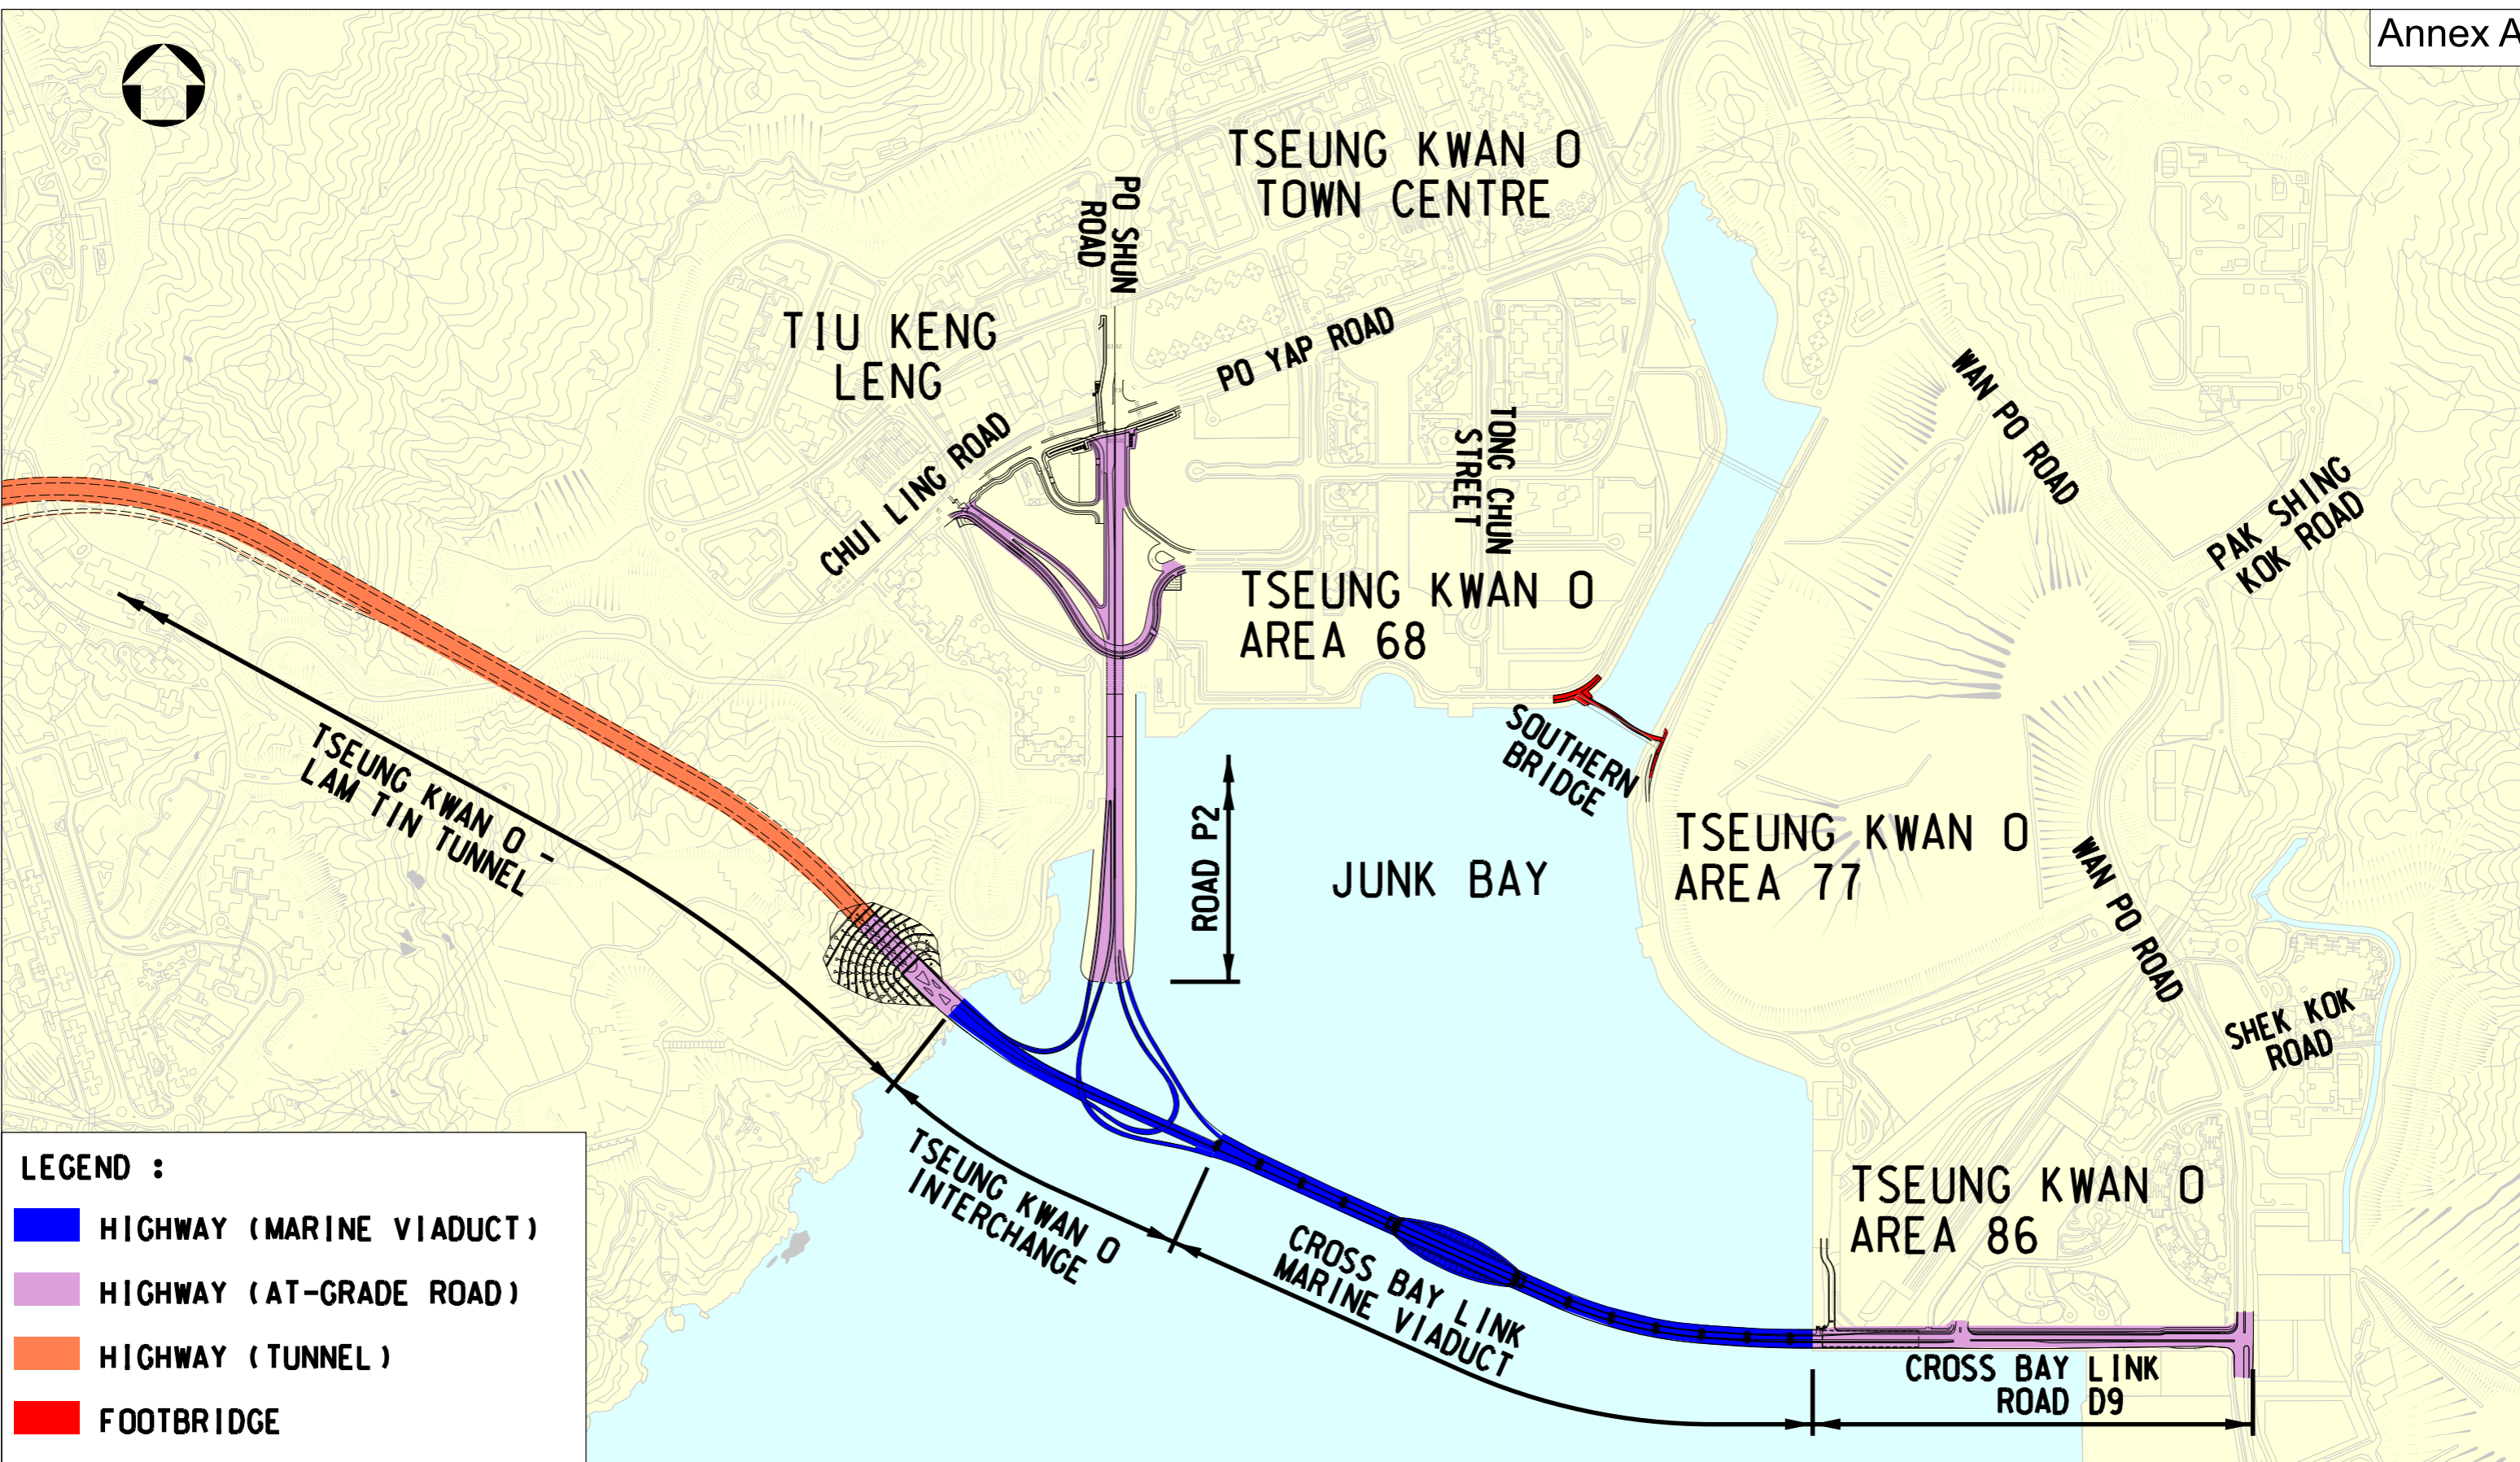 Annex A
TSEUNG KWAN O
TOWN CENTRE
PO SHUN
ROAD
TIU KENG
LENG
PO YAP ROAD
WAN PO ROAD
CHUI LING ROAD
TONG CHUN
STREET
PAK SHING
KOK ROAD
TSEUNG KWAN O
AREA 68
SOUTHERN
BRIDGE
TSEUNG KWAN O -
LAM TIN TUNNEL
ROAD P2
JUNK BAY
TSEUNG KWAN O
AREA 77
WAN PO ROAD
SHEK KOK
ROAD
TSEUNG KWAN O
INTERCHANGE
CROSS BAY LINK
MARINE VIADUCT
TSEUNG KWAN O
AREA 86
CROSS BAY LINK
ROAD D9
LEGEND :
HIGHWAY (MARINE VIADUCT)
HIGHWAY (AT-GRADE ROAD)
HIGHWAY (TUNNEL)
FOOTBRIDGE